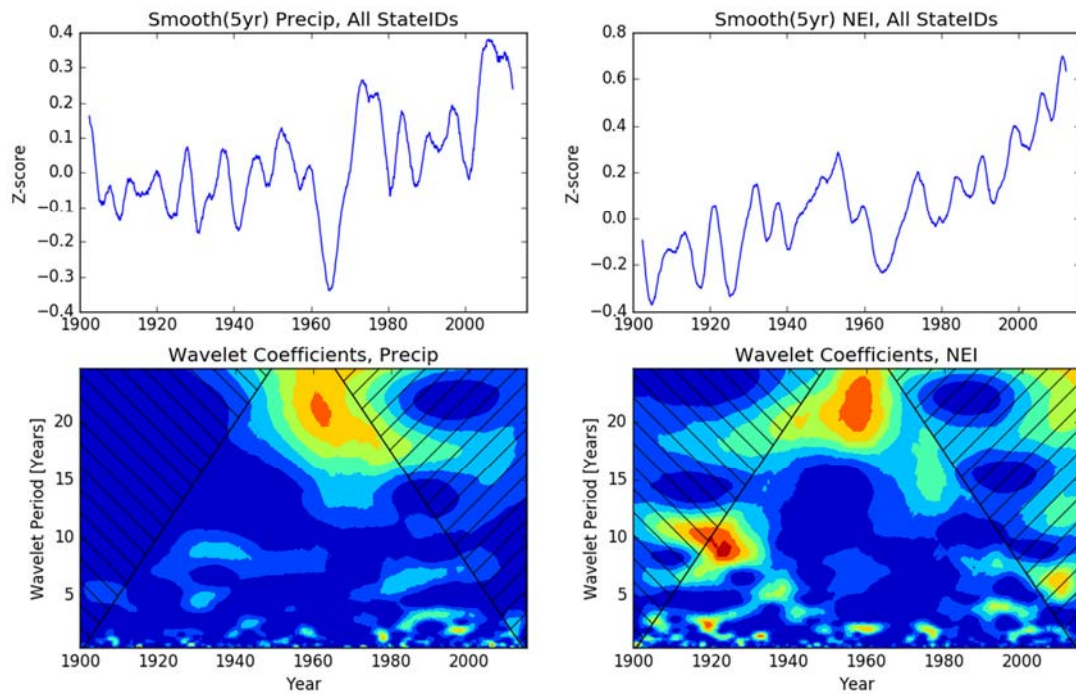 Smooth(5yr) Precip, All StateIDs
Z-score
0.4
0.3
0.2
0.1
0.0
−0.1
−0.2
−0.3
−0.4
1900 1920 1940 1960 1980 2000
Smooth(5yr) NEI, All StateIDs
Z-score
0.8
0.6
0.4
0.2
0.0
−0.2
−0.4
1900 1920 1940 1960 1980 2000
Wavelet Coefficients, Precip
Wavelet Period [Years]
20
15
10
5
1900 1920 1940 1960 1980 2000
Year
Wavelet Coefficients, NEI
Wavelet Period [Years]
20
15
10
5
1900 1920 1940 1960 1980 2000
Year